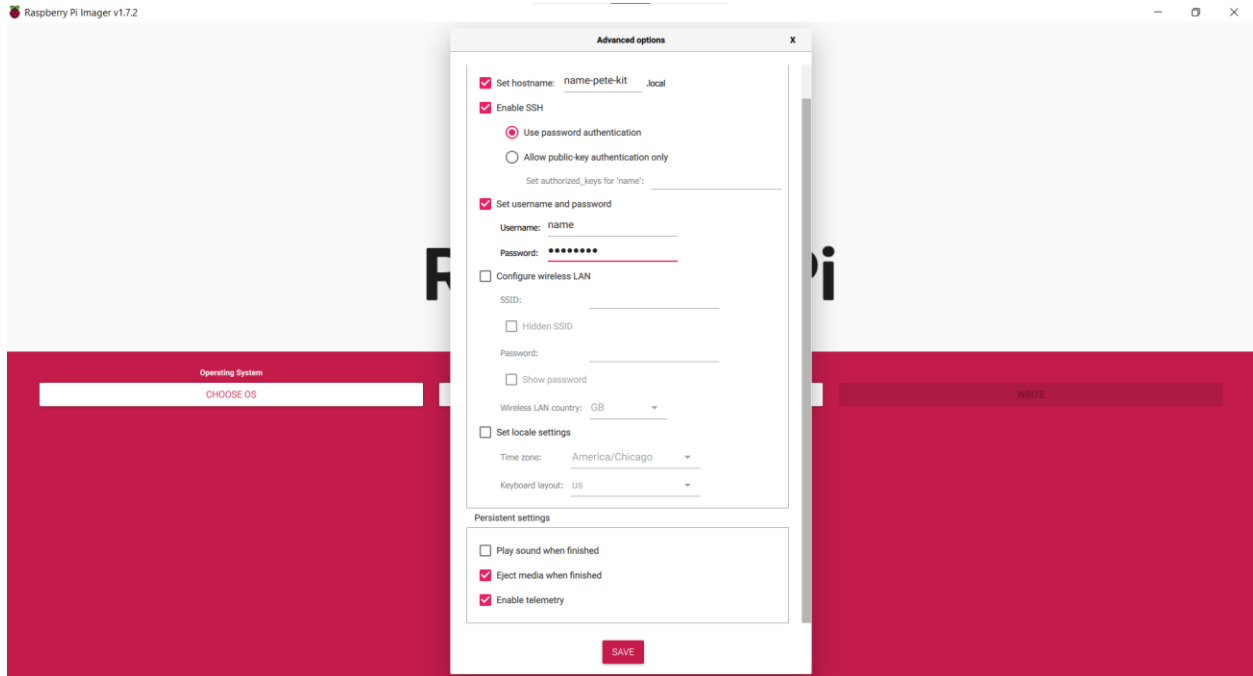 Raspberry Pi Imager v1.7.2
Advanced options X
Set hostname: name-pete-kit .local
Enable SSH
Use password authentication
Allow public-key authentication only
Set authorized_keys for 'name':
Set username and password
Username: name
Password: ••••••••
Configure wireless LAN
R Pi
SSID:
Hidden SSID
Password:
Show password
Operating System
CHOOSE OS
WRITE
Wireless LAN country: GB
Set locale settings
Time zone: America/Chicago
Keyboard layout: us
Persistent settings
Play sound when finished
Eject media when finished
Enable telemetry
SAVE